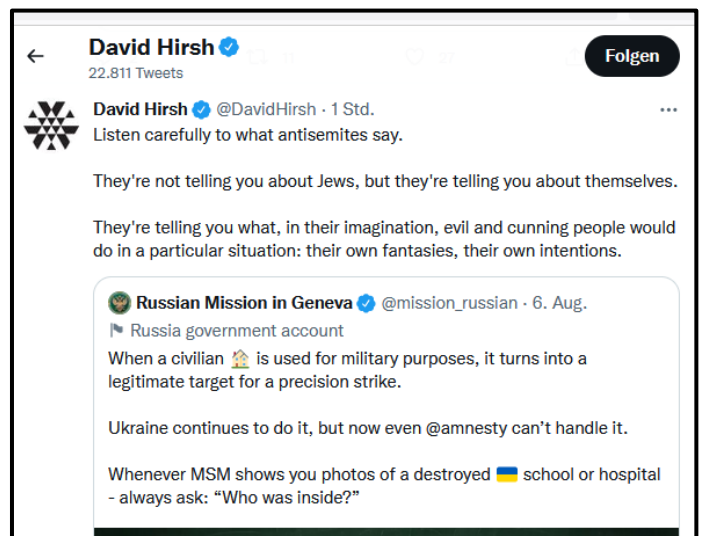 David Hirsh
22.811 Tweets
Folgen
David Hirsh @DavidHirsh · 1 Std.
Listen carefully to what antisemites say.
They're not telling you about Jews, but they're telling you about themselves.
They're telling you what, in their imagination, evil and cunning people would
do in a particular situation: their own fantasies, their own intentions.
Russian Mission in Geneva @mission_russian · 6. Aug.
Russia government account
When a civilian 🏠 is used for military purposes, it turns into a
legitimate target for a precision strike.
Ukraine continues to do it, but now even @amnesty can't handle it.
Whenever MSM shows you photos of a destroyed 🇺🇦 school or hospital
- always ask: “Who was inside?”